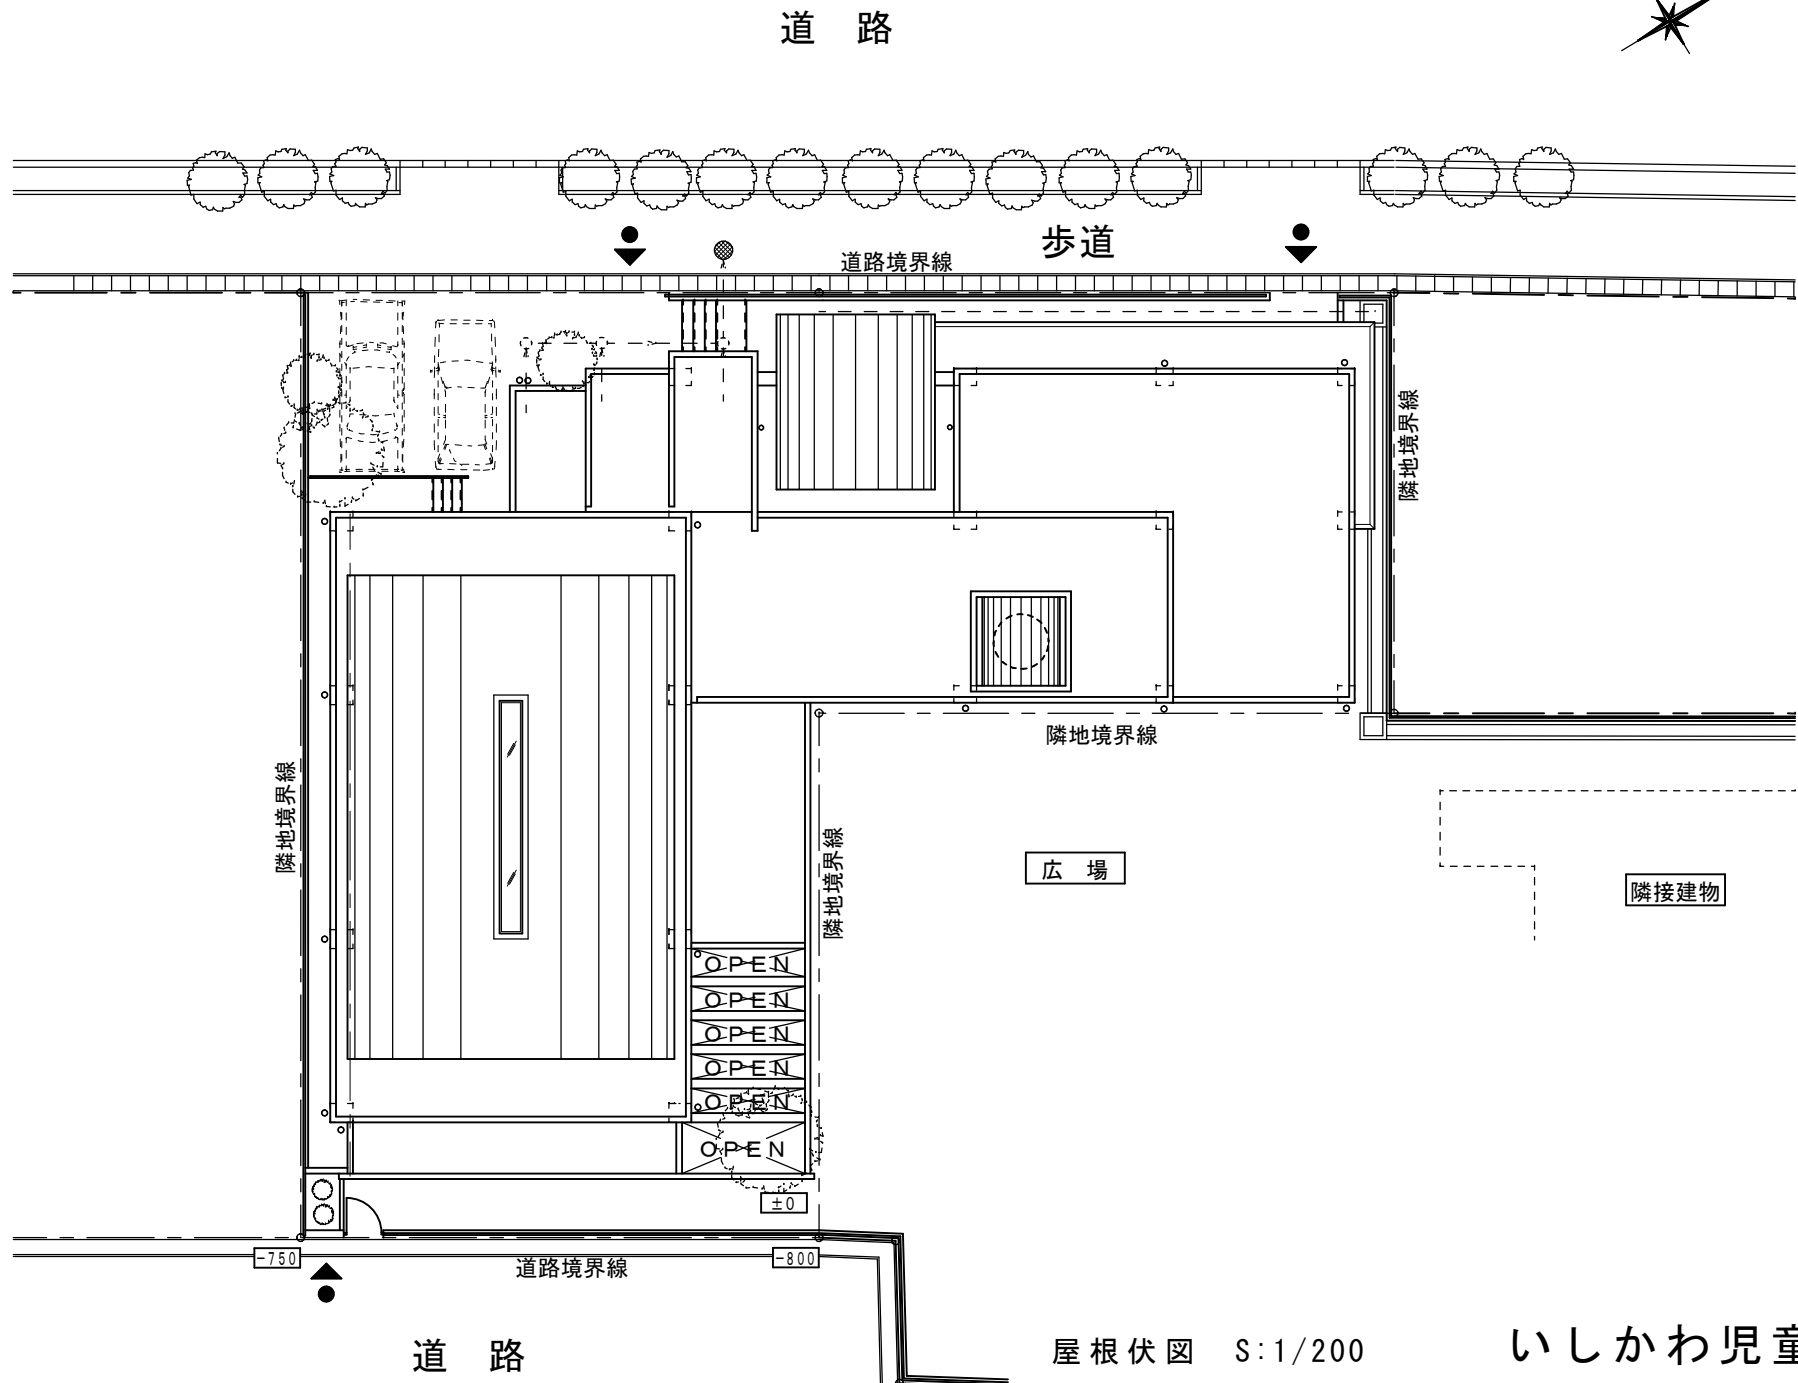 道 路
歩道
道路境界線
隣地境界線
隣地境界線
隣地境界線
隣地境界線
広 場
隣接建物
OPEN
OPEN
OPEN
OPEN
OPEN
OPEN
±0
-750
-800
道路境界線
道 路
屋根伏図 S:1/200
いしかわ児童